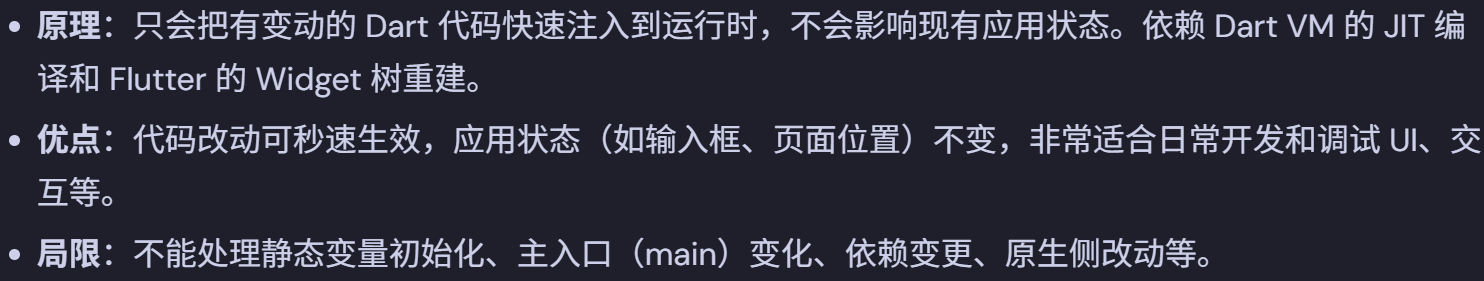 • 原理：只会把有变动的 Dart 代码快速注入到运行时，不会影响现有应用状态。依赖 Dart VM 的 JIT 编
译和 Flutter 的 Widget 树重建。
• 优点：代码改动可秒速生效，应用状态（如输入框、页面位置）不变，非常适合日常开发和调试 UI、交
互等。
• 局限：不能处理静态变量初始化、主入口（main）变化、依赖变更、原生侧改动等。